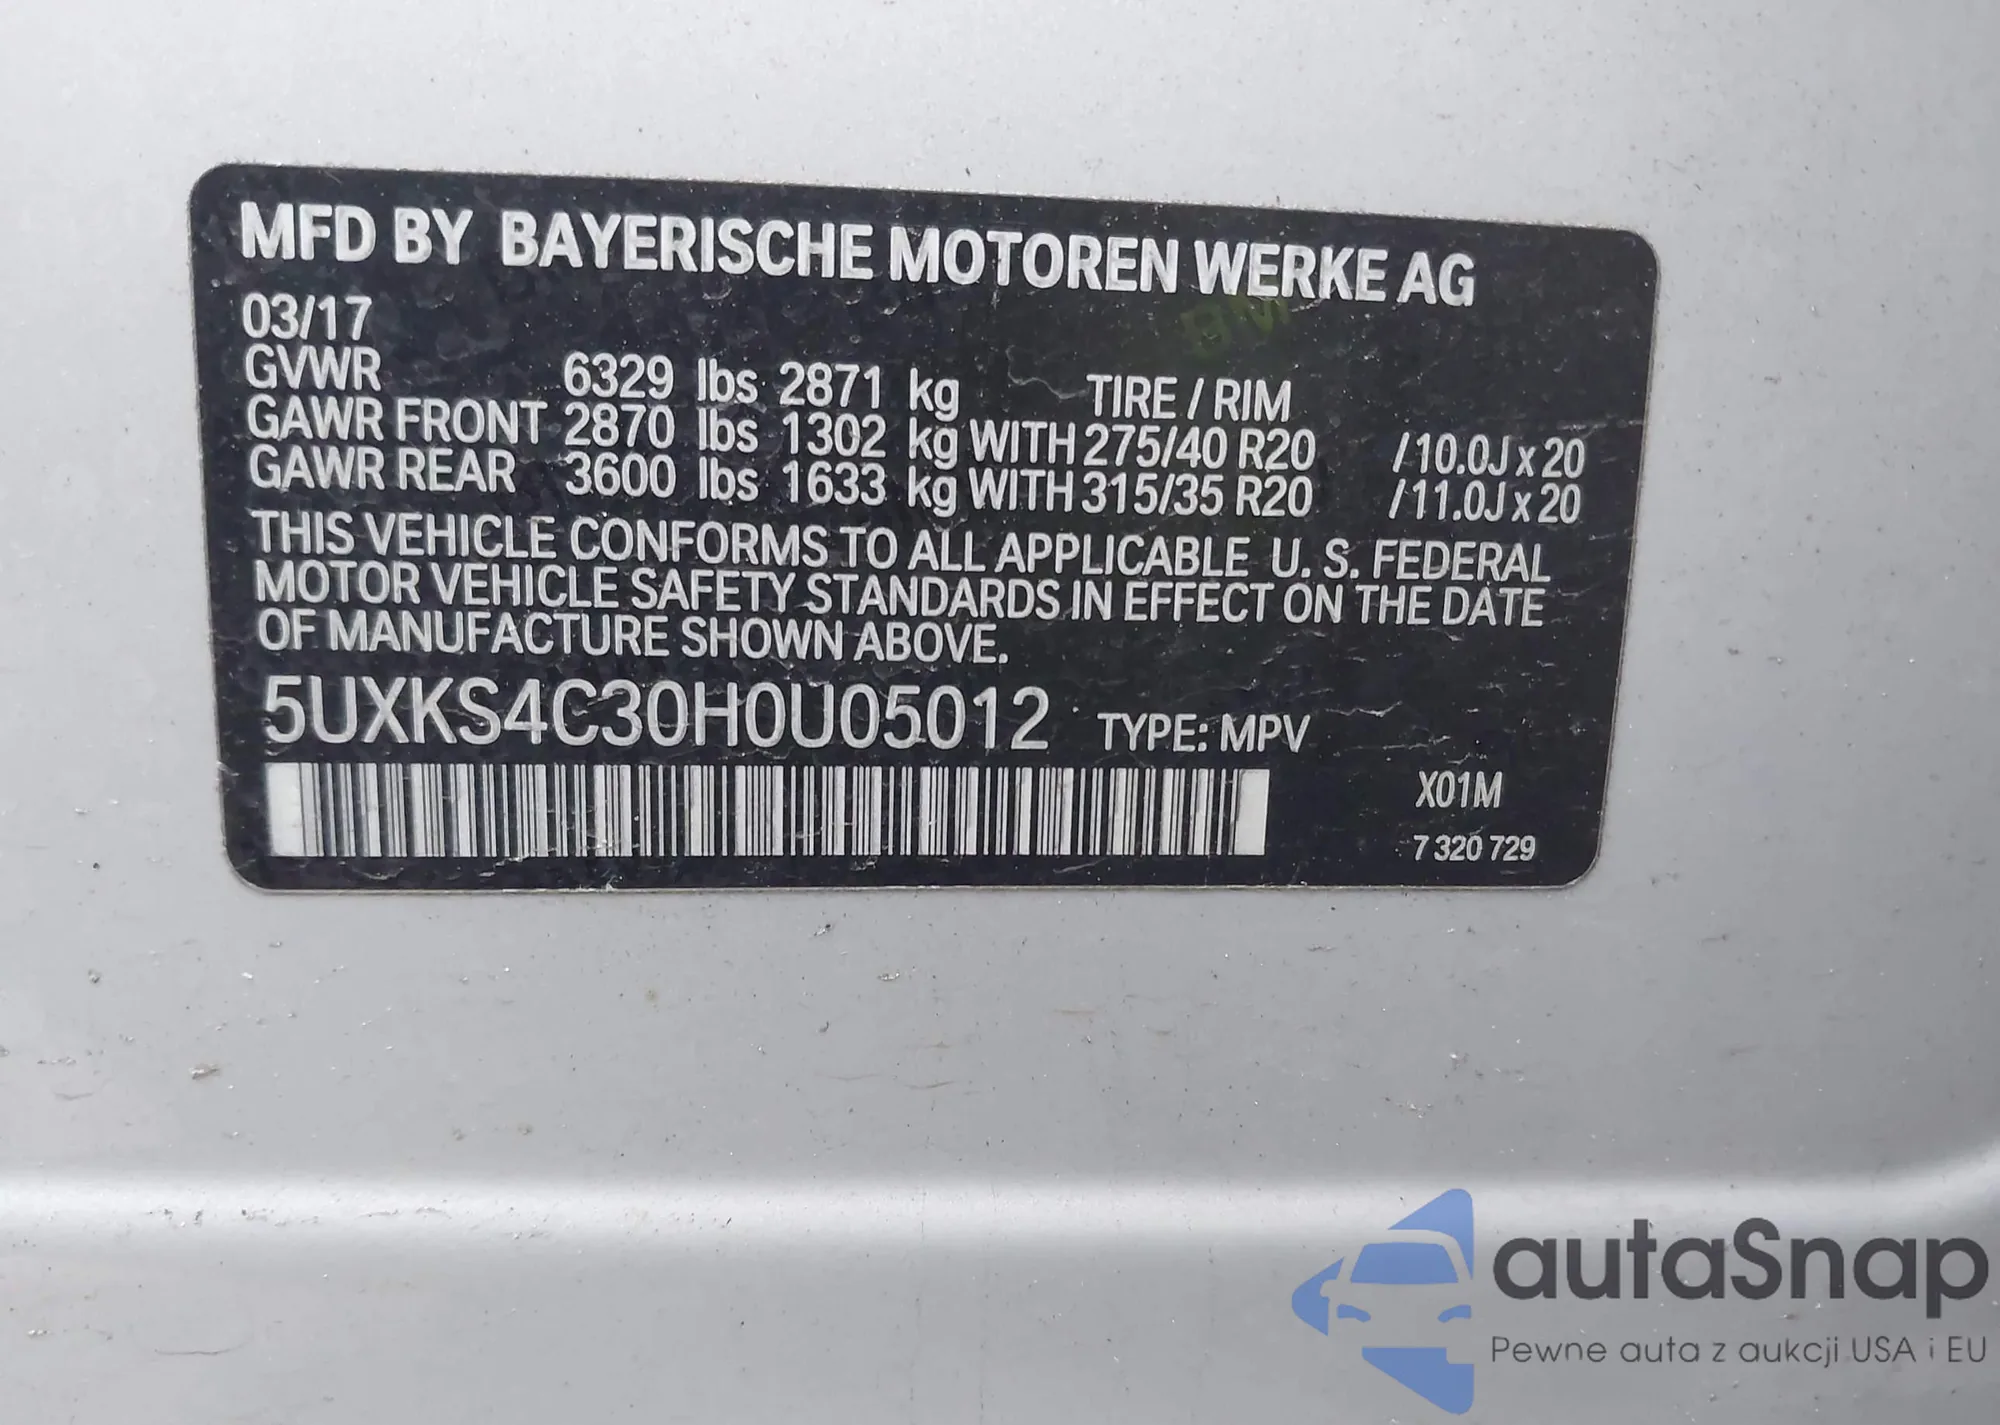 MFD BY BAYERISCHE MOTOREN WERKE AG
03/17
GVWR 6329 lbs 2871 kg TIRE / RIM
GAWR FRONT 2870 lbs 1302 kg WITH 275/40 R20 /10.0J x 20
GAWR REAR 3600 lbs 1633 kg WITH 315/35 R20 /11.0J x 20
THIS VEHICLE CONFORMS TO ALL APPLICABLE U. S. FEDERAL
MOTOR VEHICLE SAFETY STANDARDS IN EFFECT ON THE DATE
OF MANUFACTURE SHOWN ABOVE.
5UXKS4C30H0U05012 TYPE: MPV
X01M
7 320 729
autaSnap
Pewne auta z aukcji USA i EU